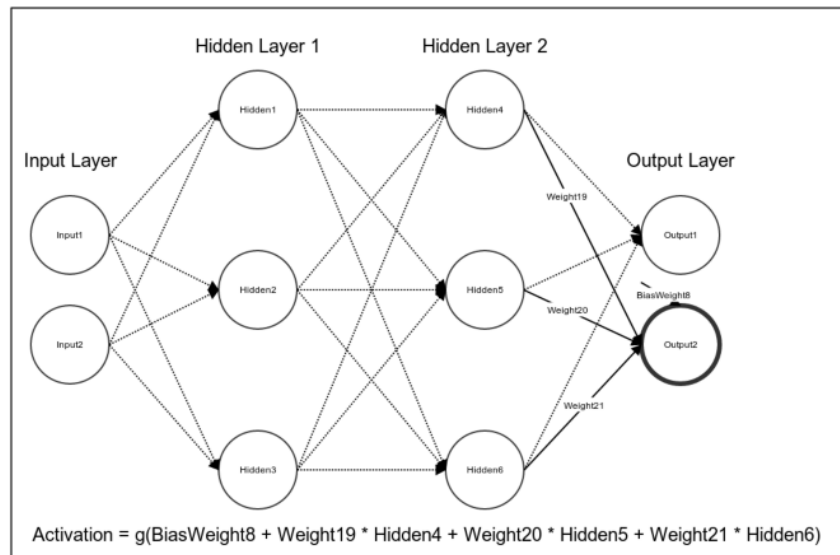 Hidden Layer 1
Hidden Layer 2
Hidden1
Hidden4
Input Layer
Output Layer
Weight19
Input1
Output1
Hidden2
Hidden5
BiasWeight8
Weight20
Input2
Output2
Weight21
Hidden3
Hidden6
Activation = g(BiasWeight8 + Weight19 * Hidden4 + Weight20 * Hidden5 + Weight21 * Hidden6)